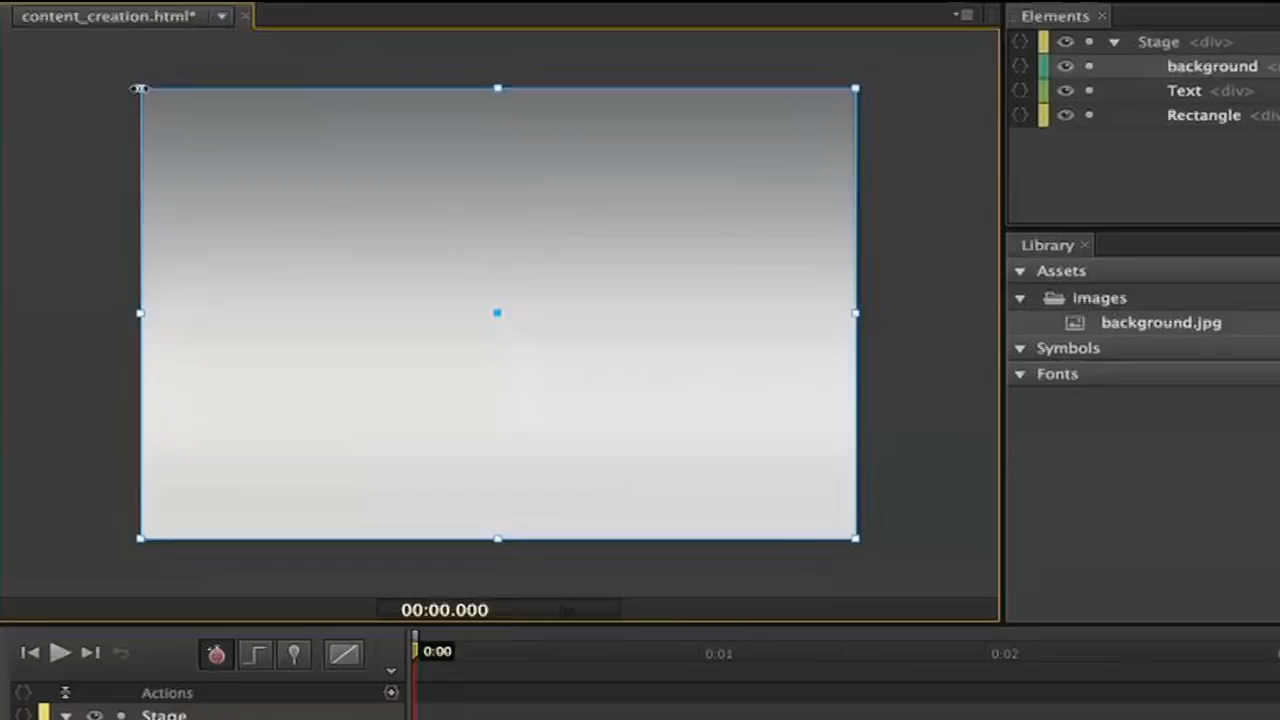 content_creation.html*
Elements
Stage <div>
background
Text <div>
Rectangle <div
Library
Assets
Images
background.jpg
Symbols
Fonts
00:00.000
0:00
0:01
0:02
Actions
Stage